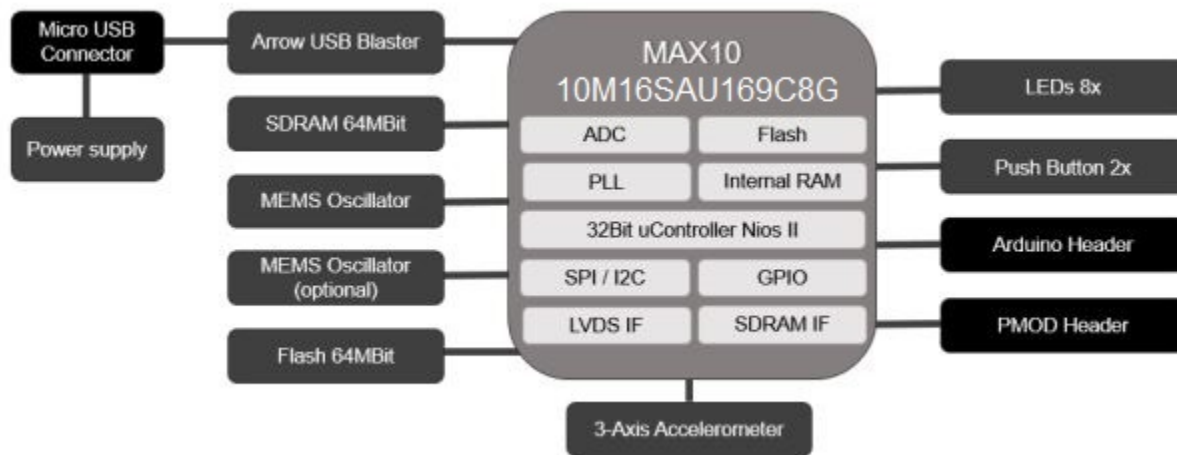 Micro USB
Connector
Power supply
Arrow USB Blaster
SDRAM 64MBit
MEMS Oscillator
MEMS Oscillator
(optional)
Flash 64MBit
MAX10
10M16SAU169C8G
ADC
Flash
PLL
Internal RAM
32Bit uController Nios II
SPI / I2C
GPIO
LVDS IF
SDRAM IF
3-Axis Accelerometer
LEDs 8x
Push Button 2x
Arduino Header
PMOD Header